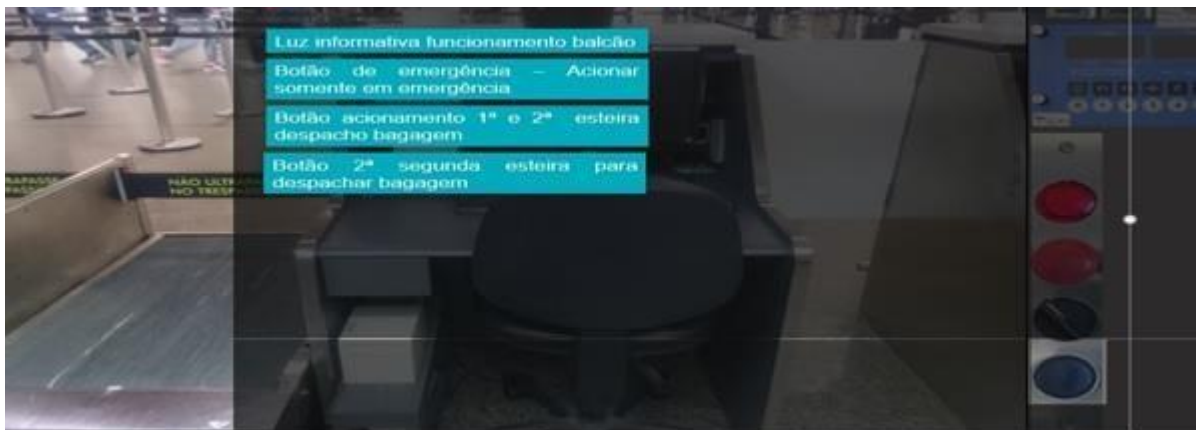 Luz informativa funcionamento balcão
Botão de emergência – Acionar
somente em emergência
Botão acionamento 1ª e 2ª esteira
despacho bagagem
Botão 2ª segunda esteira para
despachar bagagem
NÃO ULTRA
NO TRESP